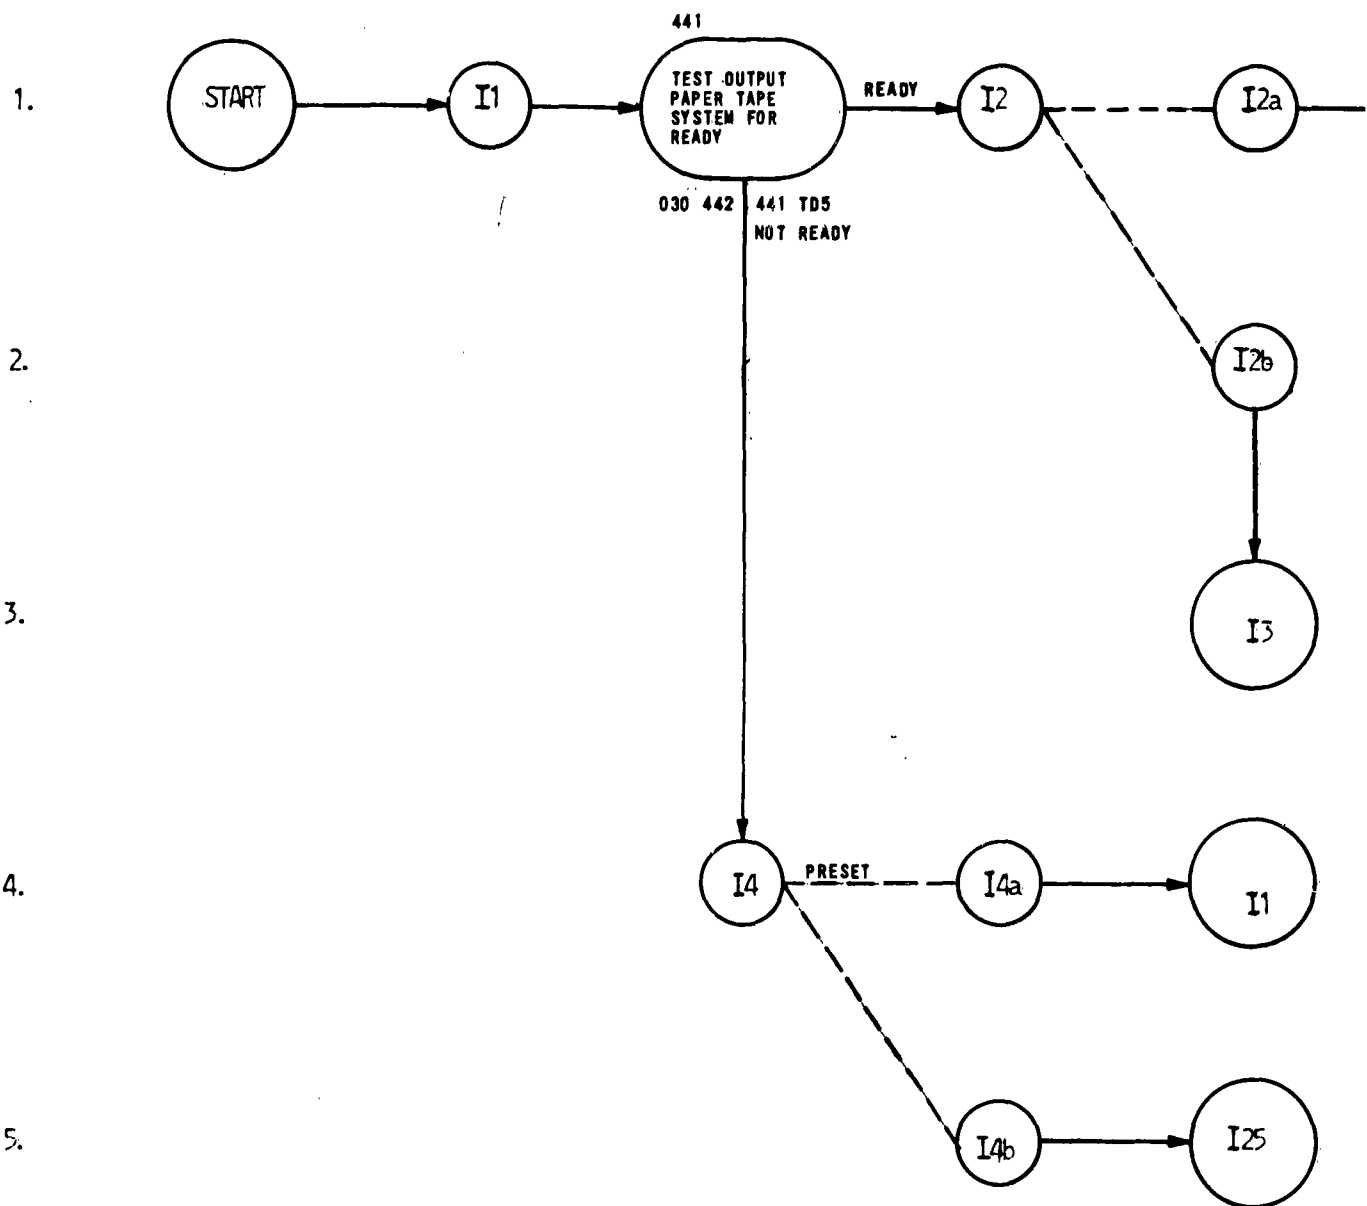 441
1.
START
I1
TEST OUTPUT
PAPER TAPE
SYSTEM FOR
READY
READY
I2
I2a
030 442
441 TD5
NOT READY
2.
I2b
3.
I3
4.
I4
PRESET
I4a
I1
5.
I4b
I25